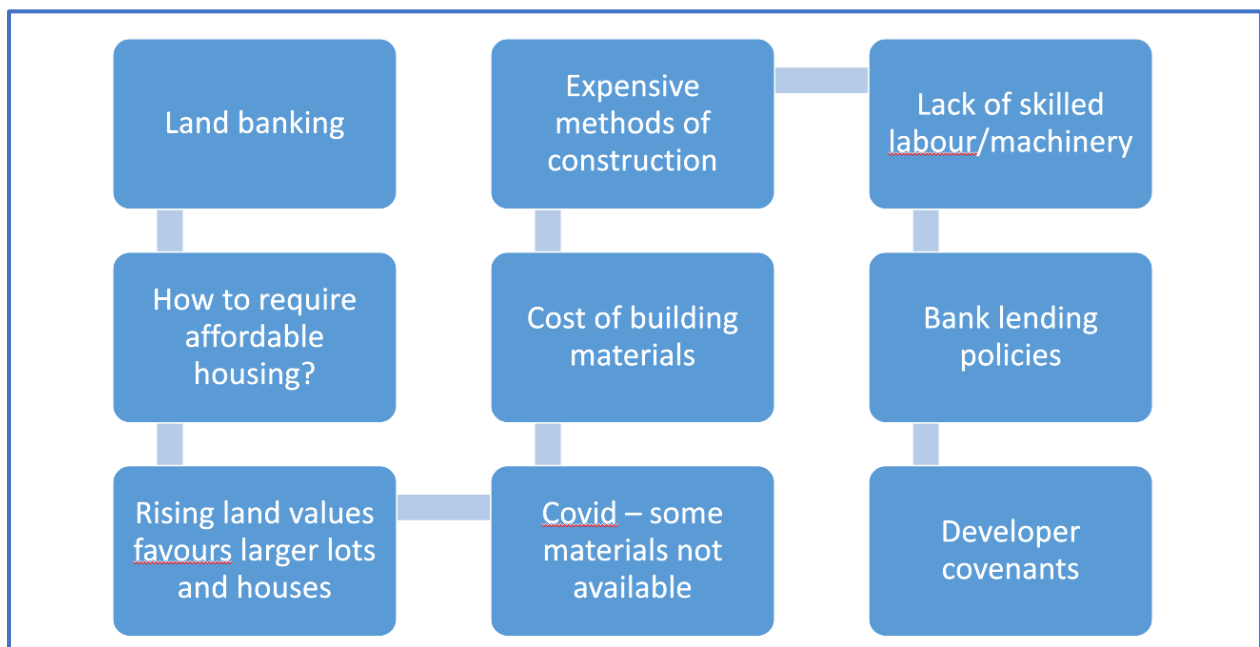 Land banking
How to require
affordable
housing?
Rising land values
favours larger lots
and houses
Covid – some
materials not
available
Cost of building
materials
Expensive
methods of
construction
Lack of skilled
labour/machinery
Bank lending
policies
Developer
covenants